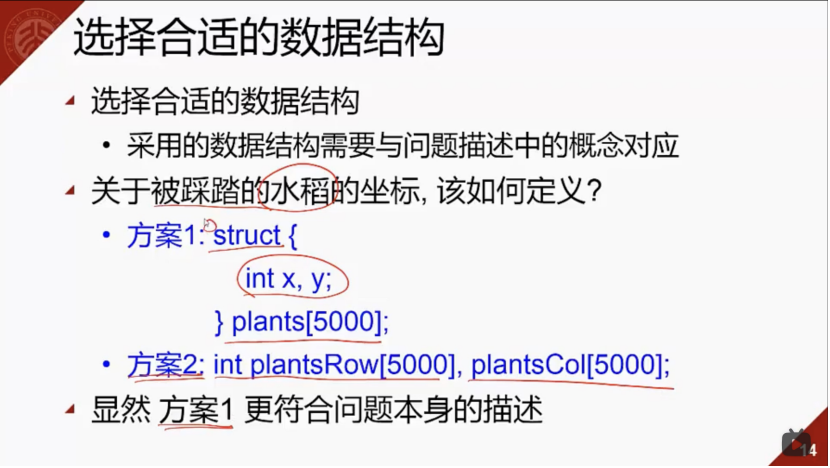 选择合适的数据结构
选择合适的数据结构
• 采用的数据结构需要与问题描述中的概念对应
关于被踩踏的水稻的坐标, 该如何定义?
• 方案1: struct {
int x, y;
} plants[5000];
• 方案2: int plantsRow[5000], plantsCol[5000];
显然 方案1 更符合问题本身的描述
14